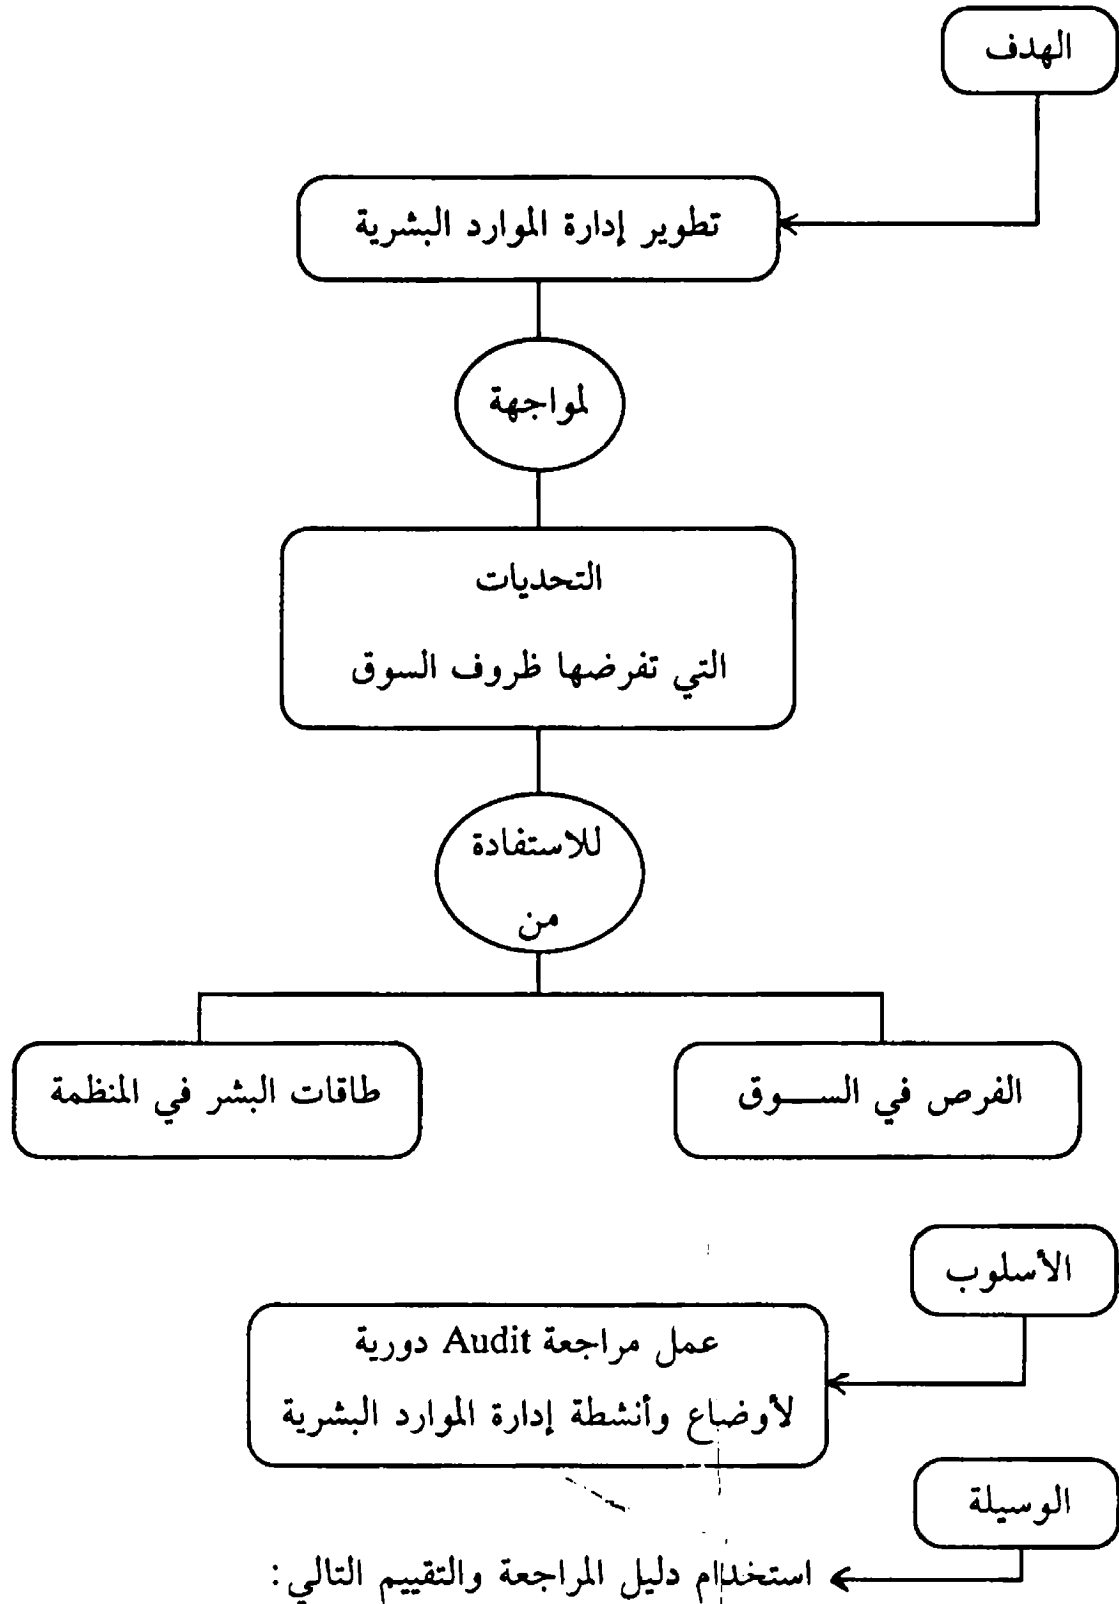 الهدف
تطوير إدارة الموارد البشرية
لمواجهة
التحديات
التي تفرضها ظروف السوق
للاستفادة
من
الفرص في الســـوق
طاقات البشر في المنظمة
الأسلوب
عمل مراجعة Audit دورية
لأوضاع وأنشطة إدارة الموارد البشرية
الوسيلة
استخدام دليل المراجعة والتقييم التالي: